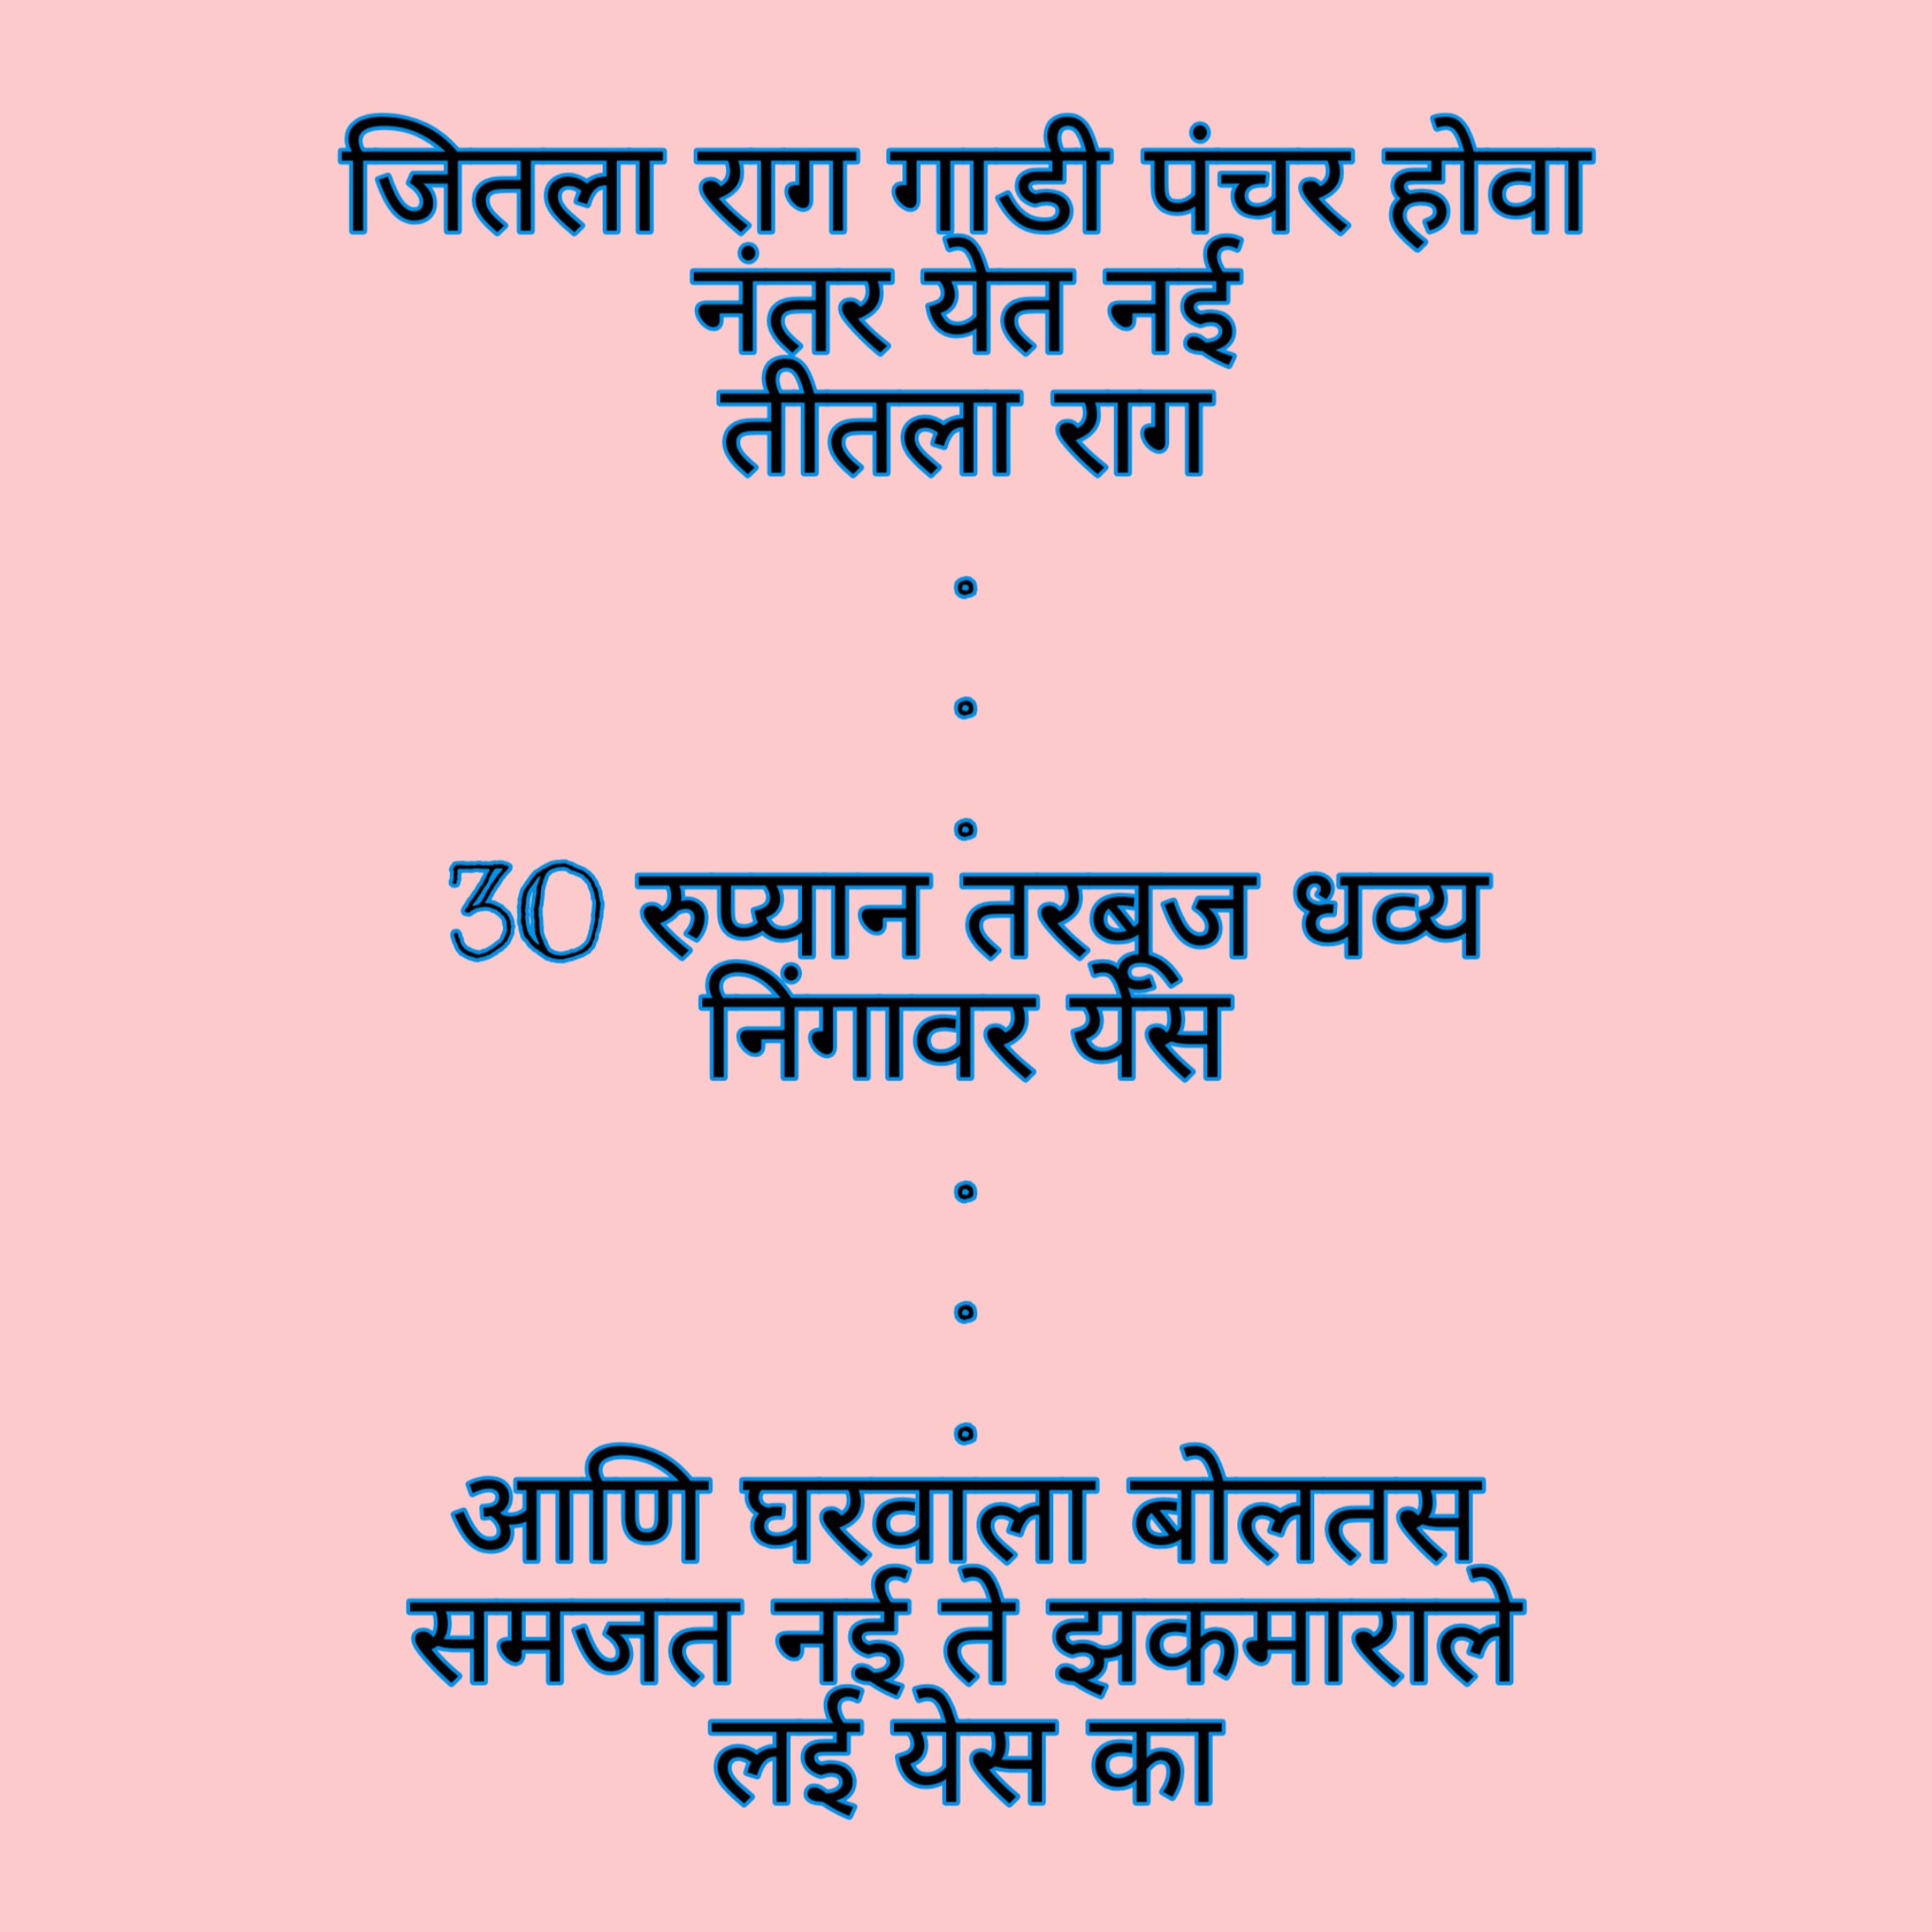 जितला राग गाडी पंचर होवा
नंतर येत नई
तीतला राग
.
.
.
30 रुप्यान तरबूज धव्य
निंगावर येस
.
.
.
आणि घरवाला बोलतस
समजत नई ते झकमाराले
लई येस का